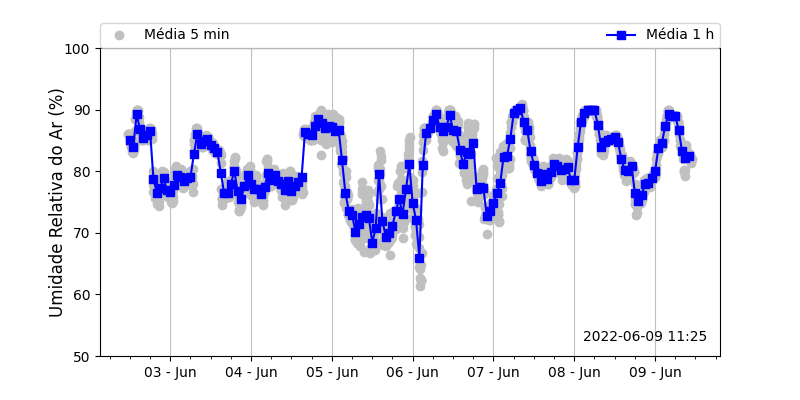 Média 5 min
Média 1 h
Umidade Relativa do Ar (%)
100
90
80
70
60
50
2022-06-09 11:25
03 - Jun
04 - Jun
05 - Jun
06 - Jun
07 - Jun
08 - Jun
09 - Jun